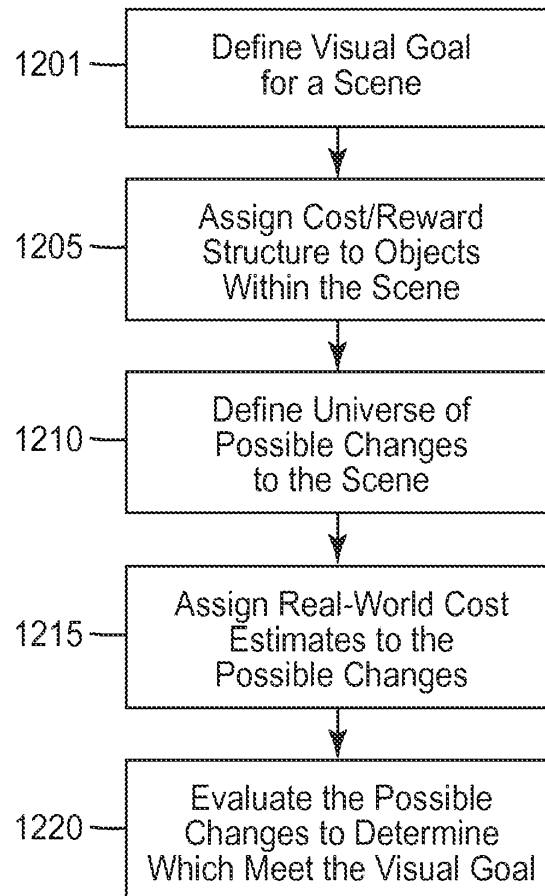 1201
Define Visual Goal
for a Scene
1205
Assign Cost/Reward
Structure to Objects
Within the Scene
1210
Define Universe of
Possible Changes
to the Scene
1215
Assign Real-World Cost
Estimates to the
Possible Changes
1220
Evaluate the Possible
Changes to Determine
Which Meet the Visual Goal